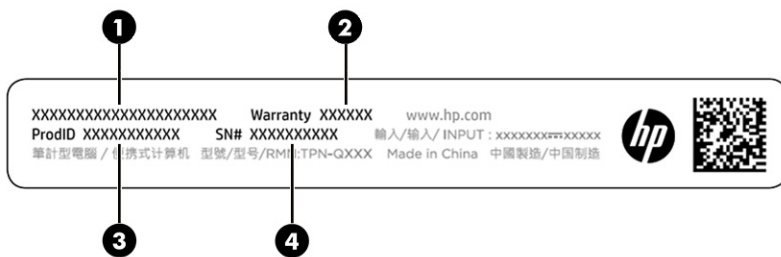 1 2
XXXXXXXXXXXXXXXXXXXXX Warranty XXXXXX www.hp.com
ProdID XXXXXXXXXXX SN# XXXXXXXXXX 輸入/输入/ INPUT : xxxxxxx⎓xxxxx
筆計型電腦 / 便携式计算机 型號/型号/RMN:TPN-QXXX Made in China 中國製造/中国制造
hp
3 4